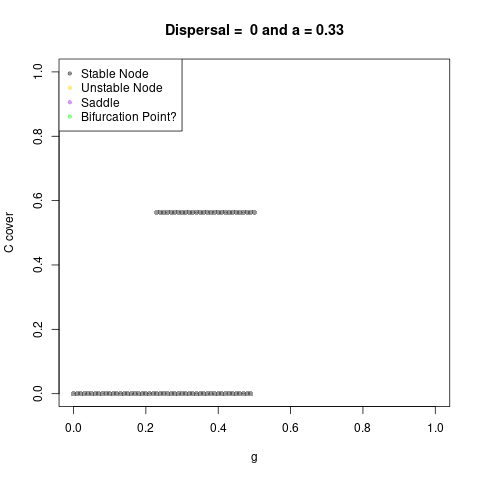 Dispersal =  0 and a = 0.33
Stable Node
Unstable Node
Saddle
Bifurcation Point?
C cover
1.0
0.8
0.6
0.4
0.2
0.0
0.0 0.2 0.4 0.6 0.8 1.0
g